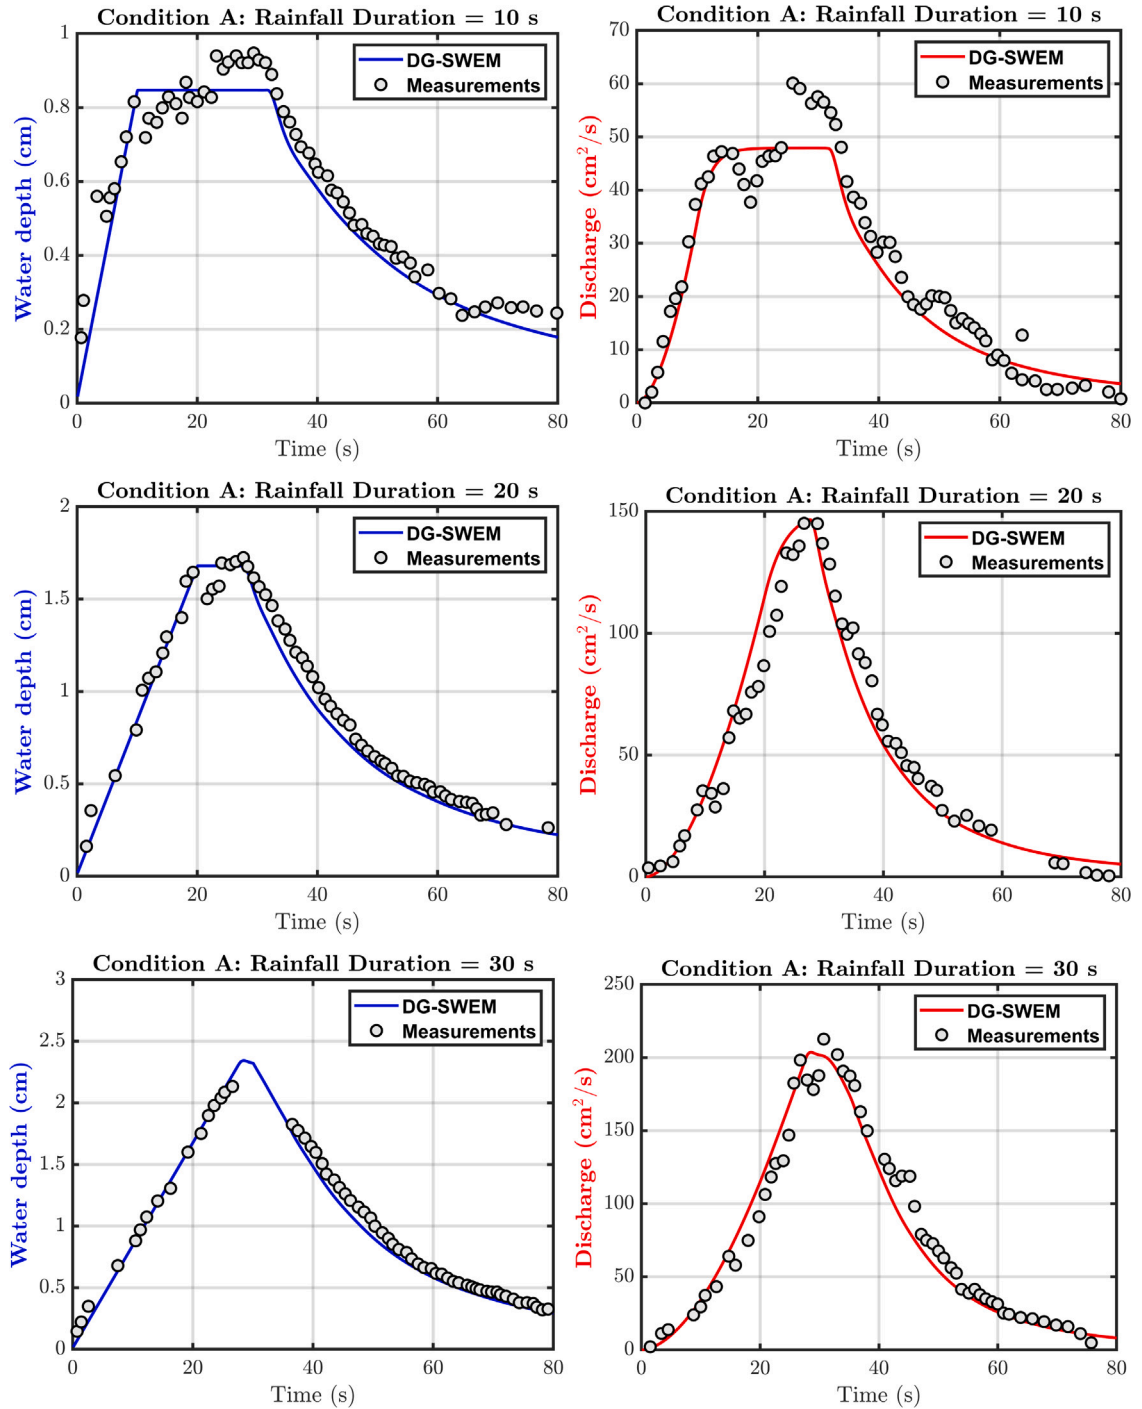 Condition A: Rainfall Duration = 10 s
1
0.8
0.6
0.4
0.2
0
Water depth (cm)
DG-SWEM
Measurements
0 20 40 60 80
Time (s)
Condition A: Rainfall Duration = 10 s
70
60
50
40
30
20
10
0
Discharge (cm²/s)
DG-SWEM
Measurements
0 20 40 60 80
Time (s)
Condition A: Rainfall Duration = 20 s
2
1.5
1
0.5
0
Water depth (cm)
DG-SWEM
Measurements
0 20 40 60 80
Time (s)
Condition A: Rainfall Duration = 20 s
150
100
50
0
Discharge (cm²/s)
DG-SWEM
Measurements
0 20 40 60 80
Time (s)
Condition A: Rainfall Duration = 30 s
3
2.5
2
1.5
1
0.5
0
Water depth (cm)
DG-SWEM
Measurements
0 20 40 60 80
Time (s)
Condition A: Rainfall Duration = 30 s
250
200
150
100
50
0
Discharge (cm²/s)
DG-SWEM
Measurements
0 20 40 60 80
Time (s)